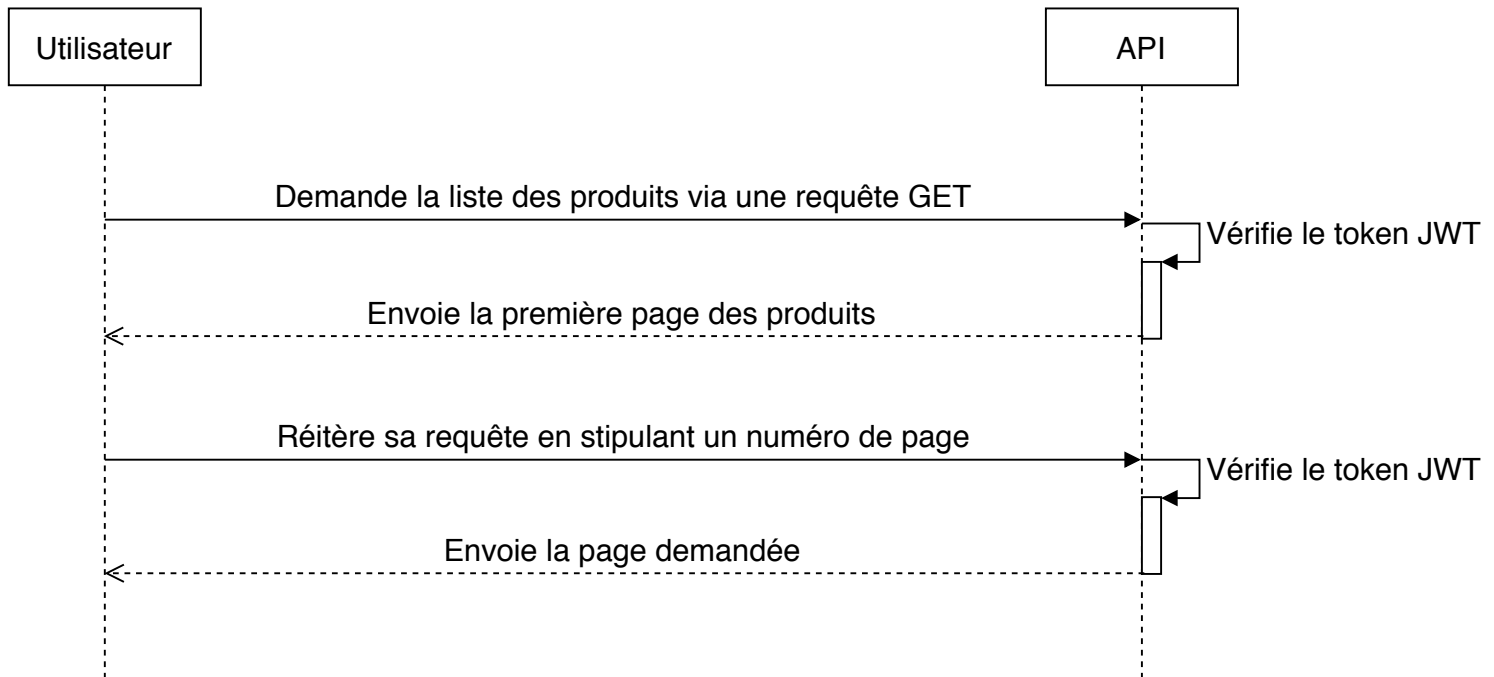 Utilisateur
API
Demande la liste des produits via une requête GET
Vérifie le token JWT
Envoie la première page des produits
Réitère sa requête en stipulant un numéro de page
Vérifie le token JWT
Envoie la page demandée